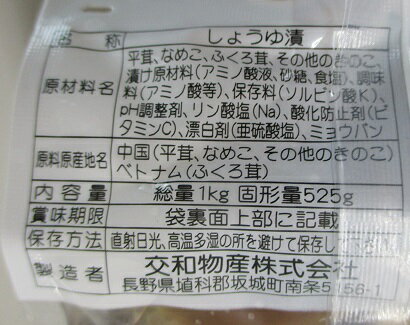 名 称 しょうゆ漬
原材料名 平茸、なめこ、ふくろ茸、その他のきのこ、
漬け原材料(アミノ酸液、砂糖、食塩)、調味
料(アミノ酸等)、保存料(ソルビン酸K)、
pH調整剤、リン酸塩(Na)、酸化防止剤(ビ
タミンC)、漂白剤(亜硫酸塩)、ミョウバン
原料原産地名 中国(平茸、なめこ、その他のきのこ)
ベトナム(ふくろ茸)
内容量 総量1kg 固形量525g
賞味期限 袋裏面上部に記載
保存方法 直射日光、高温多湿の所を避けて保存し
製造者 交和物産株式会社
長野県埴科郡坂城町南条5156-1